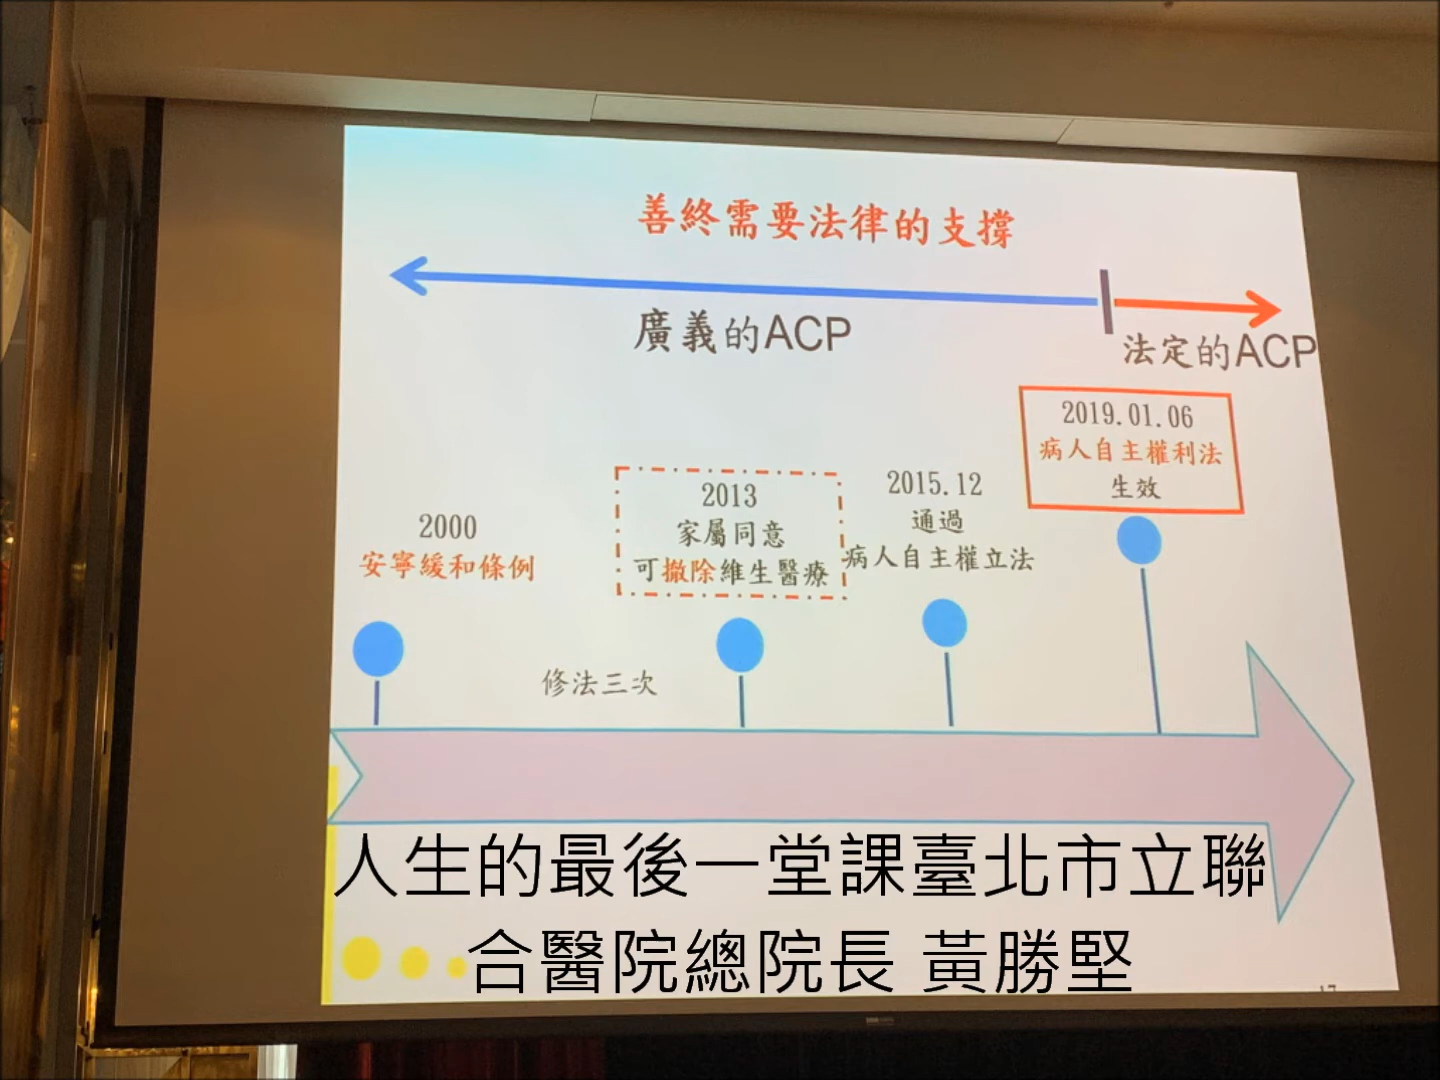 善終需要法律的支撐
廣義的ACP
法定的ACP
2019.01.06
病人自主權利法
生效
2015.12
通過
病人自主權立法
2013
家屬同意
可撤除維生醫療
2000
安寧緩和條例
修法三次
人生的最後一堂課臺北市立聯
合醫院總院長 黃勝堅